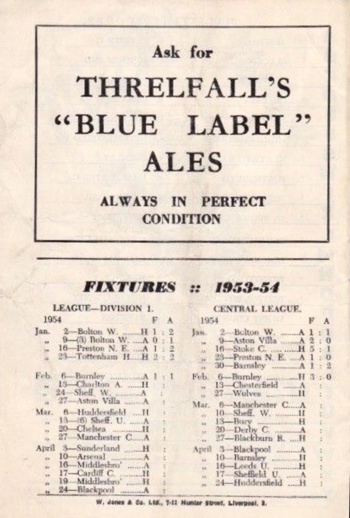 Ask for
THRELFALL'S
"BLUE LABEL"
ALES
ALWAYS IN PERFECT
CONDITION
FIXTURES :: 1953-54
LEAGUE—DIVISION 1.
1954 F A
Jan. 2—Bolton W. H 1 : 2
„ 9—(3) Bolton W. A 0 : 1
„ 16—Preston N. E. A 1 : 2
„ 23—Tottenham H. H 2 : 2
Feb. 6—Burnley A 1 : 1
„ 13—Charlton A. H :
„ 24—Sheff. W. A :
„ 27—Aston Villa A :
Mar. 6—Huddersfield H :
„ 13—(6) Sheff. U. A :
„ 20—Chelsea H :
„ 27—Manchester C. A :
April 3—Sunderland H :
„ 10—Arsenal A :
„ 16—Middlesbro' A :
„ 17—Cardiff C. H :
„ 19—Middlesbro' H :
„ 24—Blackpool A :
CENTRAL LEAGUE.
1954 F A
Jan. 2—Bolton W. A 1 : 1
„ 9—Aston Villa A 2 : 0
„ 16—Stoke C. H 5 : 1
„ 23—Preston N.E. A 1 : 0
„ 30—Barnsley A 1 : 2
Feb. 6—Burnley H 3 : 0
„ 13—Chesterfield A :
„ 27—Wolves H :
Mar. 6—Manchester C. A :
„ 10—Sheff. W. H :
„ 13—Bury H :
„ 20—Derby C. A :
„ 27—Blackburn R. H :
April 3—Blackpool A :
„ 10—Barnsley H :
„ 16—Leeds U. H :
„ 17—Sheffield U. A :
„ 24—Huddersfield H :
W. Jones & Co. Ltd., 7-11 Hunter Street, Liverpool, 3.